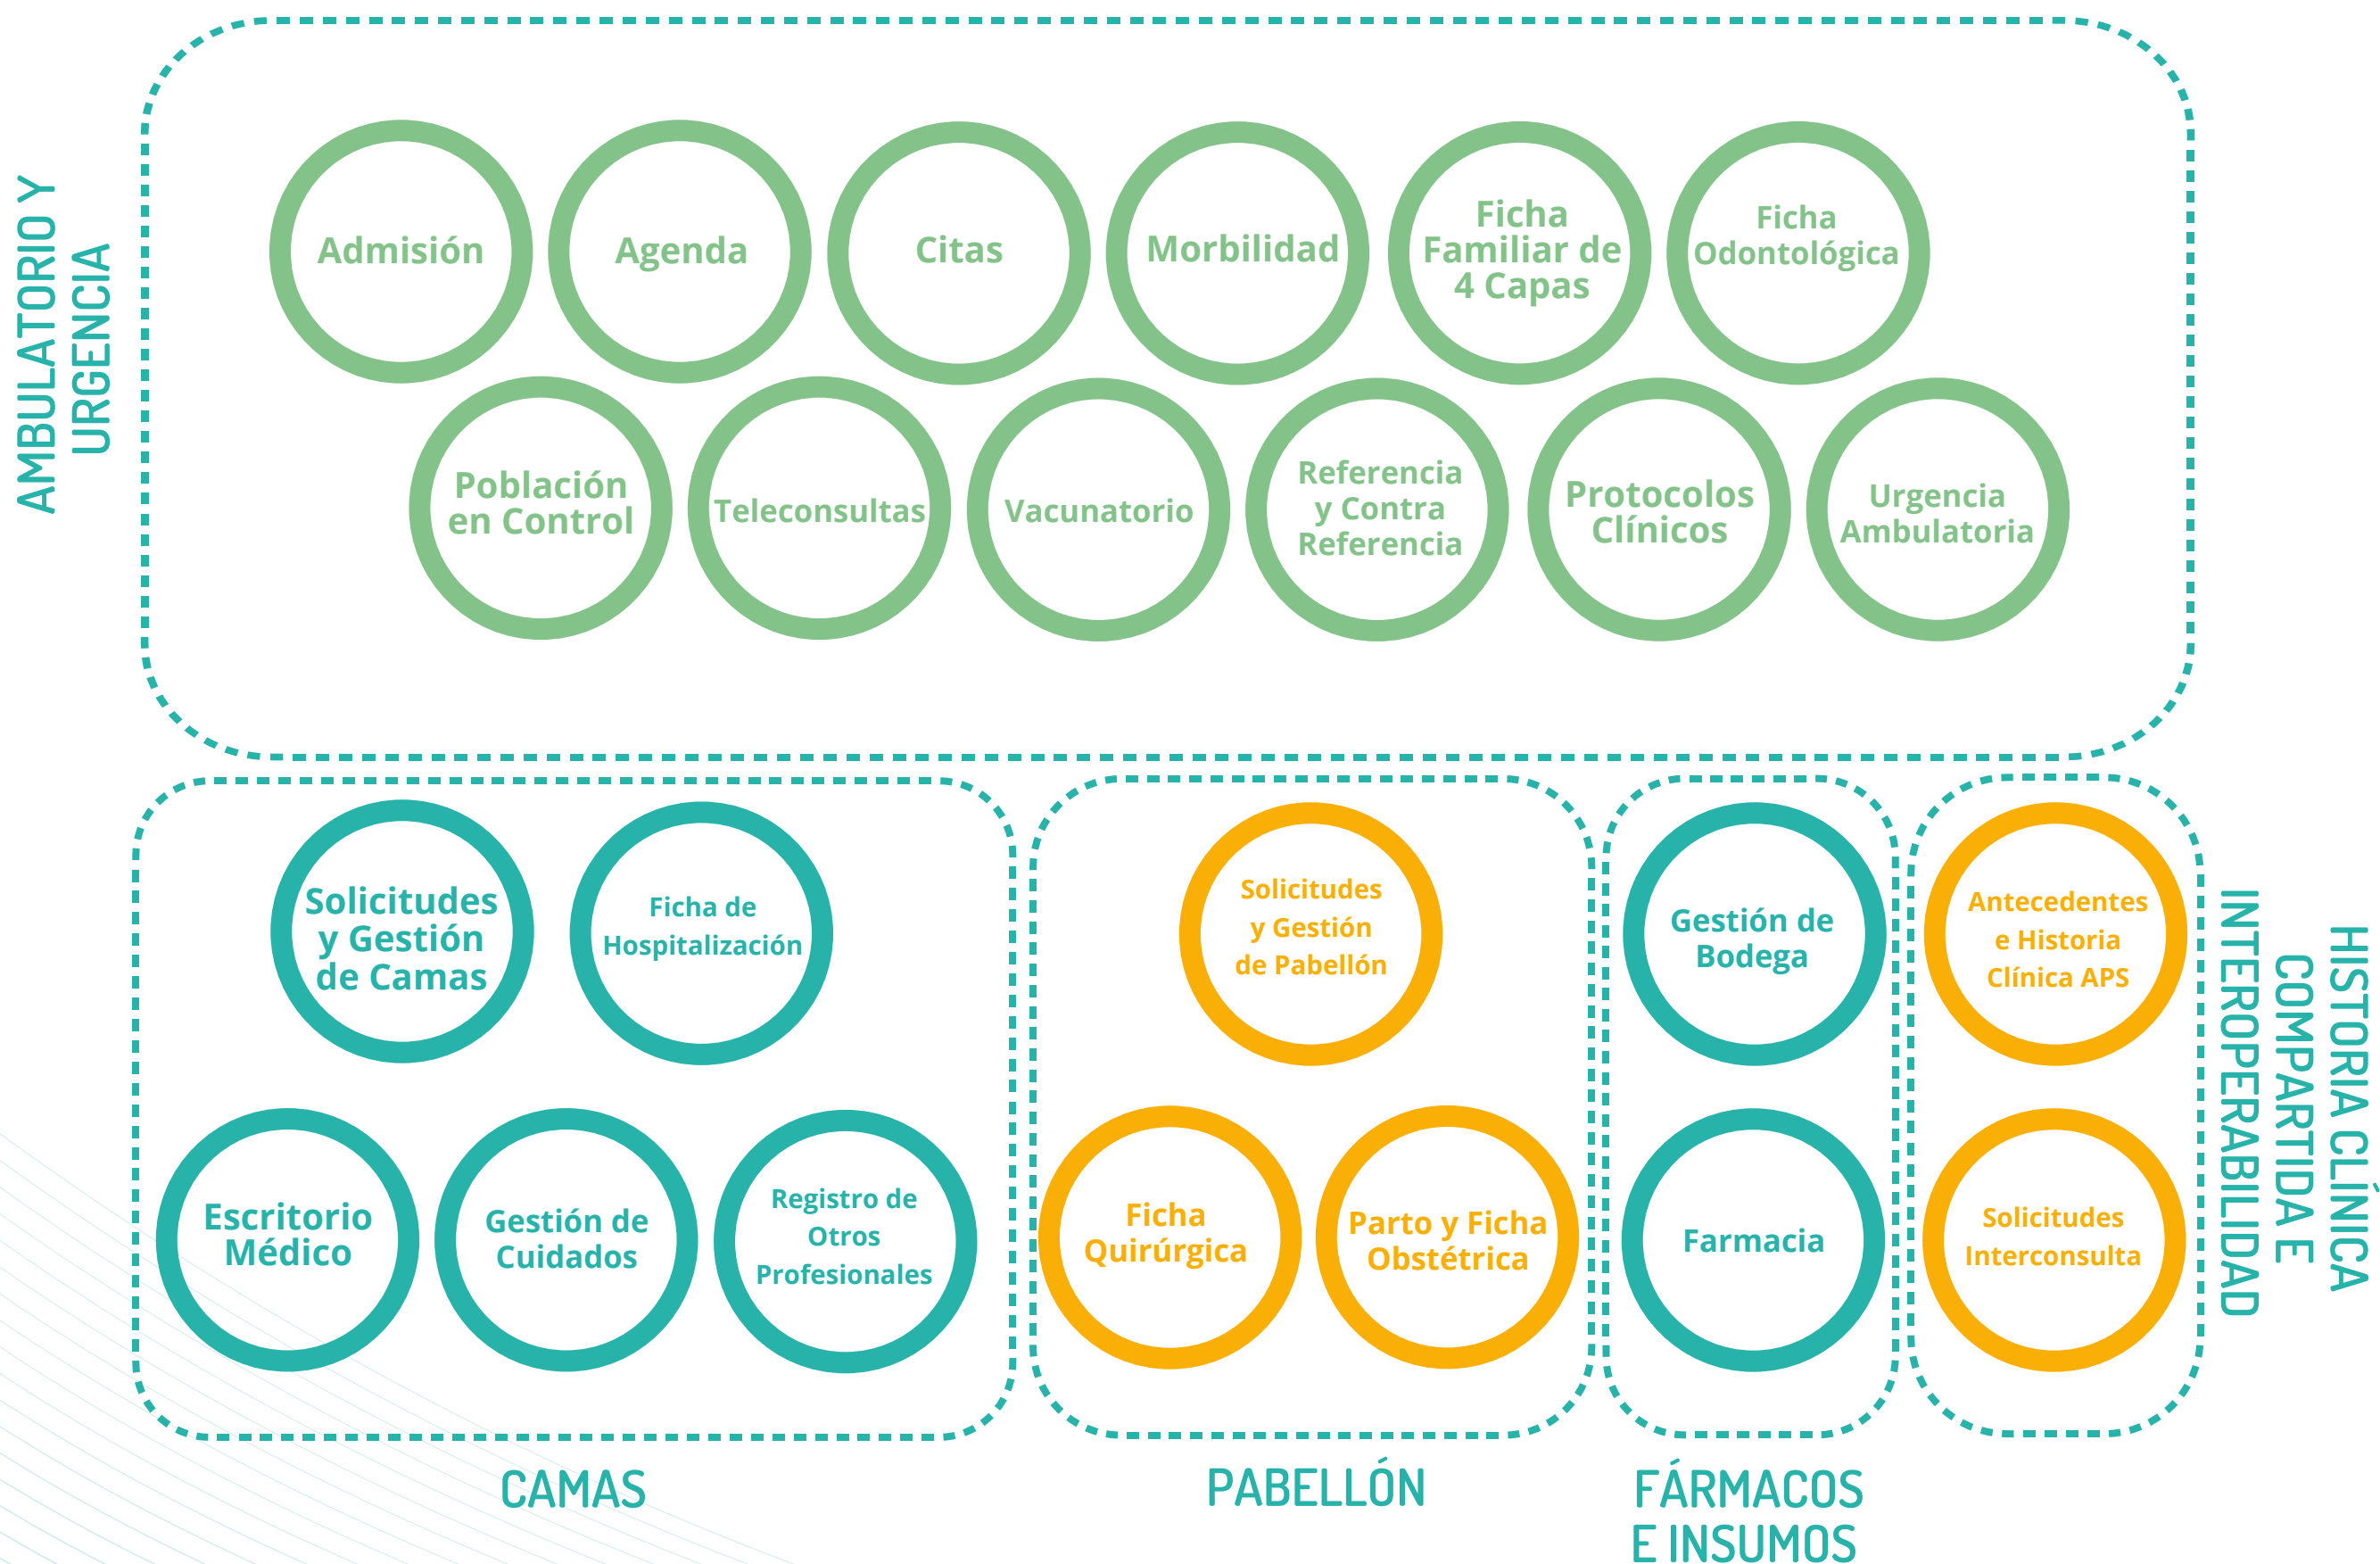 AMBULATORIO Y
URGENCIA
Admisión
Agenda
Citas
Morbilidad
Ficha
Familiar de
4 Capas
Ficha
Odontológica
Población
en Control
Teleconsultas
Vacunatorio
Referencia
y Contra
Referencia
Protocolos
Clínicos
Urgencia
Ambulatoria
Solicitudes
y Gestión
de Camas
Ficha de
Hospitalización
Escritorio
Médico
Gestión de
Cuidados
Registro de
Otros
Profesionales
CAMAS
Solicitudes
y Gestión
de Pabellón
Ficha
Quirúrgica
Parto y Ficha
Obstétrica
PABELLÓN
Gestión de
Bodega
Farmacia
FÁRMACOS
E INSUMOS
Antecedentes
e Historia
Clínica APS
Solicitudes
Interconsulta
HISTORIA CLÍNICA
COMPARTIDA E
INTEROPERABILIDAD